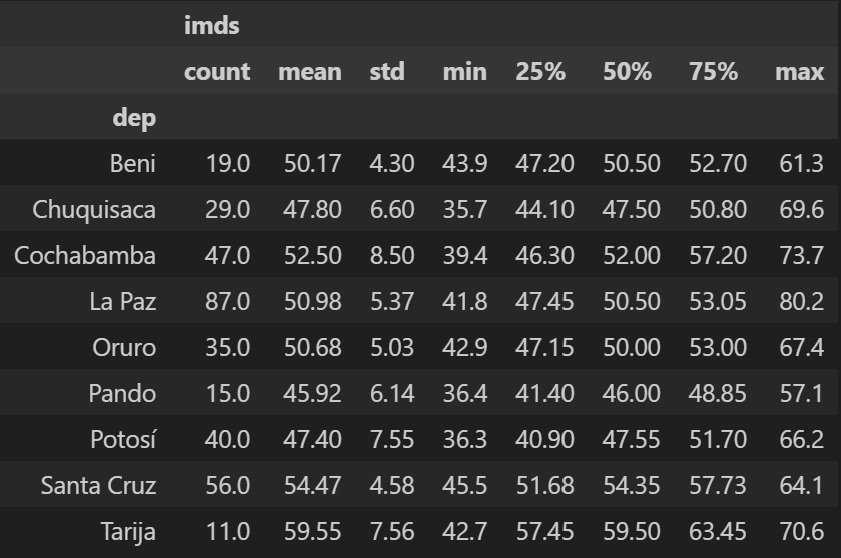 imds
count mean std min 25% 50% 75% max
dep
Beni 19.0 50.17 4.30 43.9 47.20 50.50 52.70 61.3
Chuquisaca 29.0 47.80 6.60 35.7 44.10 47.50 50.80 69.6
Cochabamba 47.0 52.50 8.50 39.4 46.30 52.00 57.20 73.7
La Paz 87.0 50.98 5.37 41.8 47.45 50.50 53.05 80.2
Oruro 35.0 50.68 5.03 42.9 47.15 50.00 53.00 67.4
Pando 15.0 45.92 6.14 36.4 41.40 46.00 48.85 57.1
Potosí 40.0 47.40 7.55 36.3 40.90 47.55 51.70 66.2
Santa Cruz 56.0 54.47 4.58 45.5 51.68 54.35 57.73 64.1
Tarija 11.0 59.55 7.56 42.7 57.45 59.50 63.45 70.6